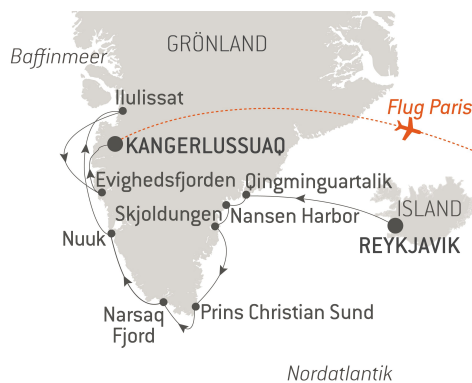 GRÖNLAND
Baffinmeer
Ilulissat
Flug Paris
KANGERLUSSUAQ
Evighedsfjorden
Qingminguartalik
Skjoldungen
Nansen Harbor
ISLAND
Nuuk
REYKJAVIK
Narsaq
Fjord
Prins Christian Sund
Nordatlantik